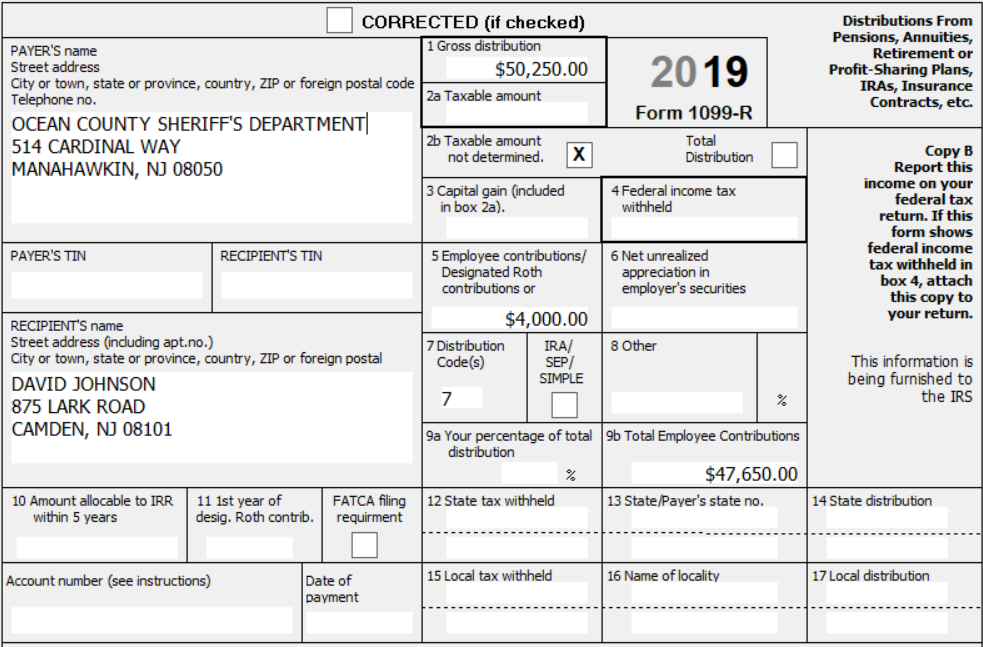 CORRECTED (if checked)
PAYER'S name
Street address
City or town, state or province, country, ZIP or foreign postal code
Telephone no.
OCEAN COUNTY SHERIFF'S DEPARTMENT
514 CARDINAL WAY
MANAHAWKIN, NJ 08050
1 Gross distribution
$50,250.00
2a Taxable amount
2019
Form 1099-R
Distributions From
Pensions, Annuities,
Retirement or
Profit-Sharing Plans,
IRAs, Insurance
Contracts, etc.
2b Taxable amount
not determined.
X
Total
Distribution
3 Capital gain (included
in box 2a).
4 Federal income tax
withheld
Copy B
Report this
income on your
federal tax
return. If this
form shows
federal income
tax withheld in
box 4, attach
this copy to
your return.
This information is
being furnished to
the IRS
PAYER'S TIN
RECIPIENT'S TIN
5 Employee contributions/
Designated Roth
contributions or
$4,000.00
6 Net unrealized
appreciation in
employer's securities
RECIPIENT'S name
Street address (including apt.no.)
City or town, state or province, country, ZIP or foreign postal
DAVID JOHNSON
875 LARK ROAD
CAMDEN, NJ 08101
7 Distribution
Code(s)
7
IRA/
SEP/
SIMPLE
8 Other
%
9a Your percentage of total
distribution
%
9b Total Employee Contributions
$47,650.00
10 Amount allocable to IRR
within 5 years
11 1st year of
desig. Roth contrib.
FATCA filing
requirment
12 State tax withheld
13 State/Payer's state no.
14 State distribution
Account number (see instructions)
Date of
payment
15 Local tax withheld
16 Name of locality
17 Local distribution